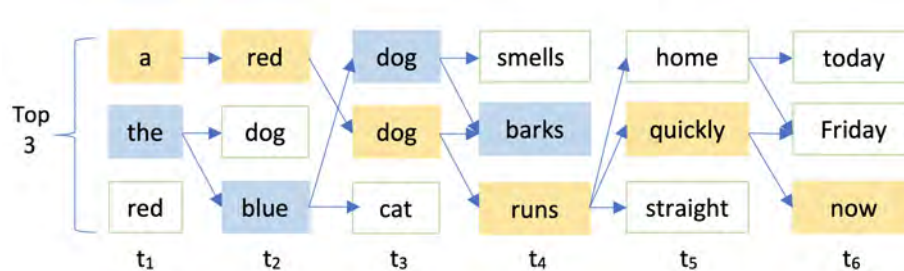 a red dog smells home today
Top
3
the dog dog barks quickly Friday
red blue cat runs straight now
t1 t2 t3 t4 t5 t6